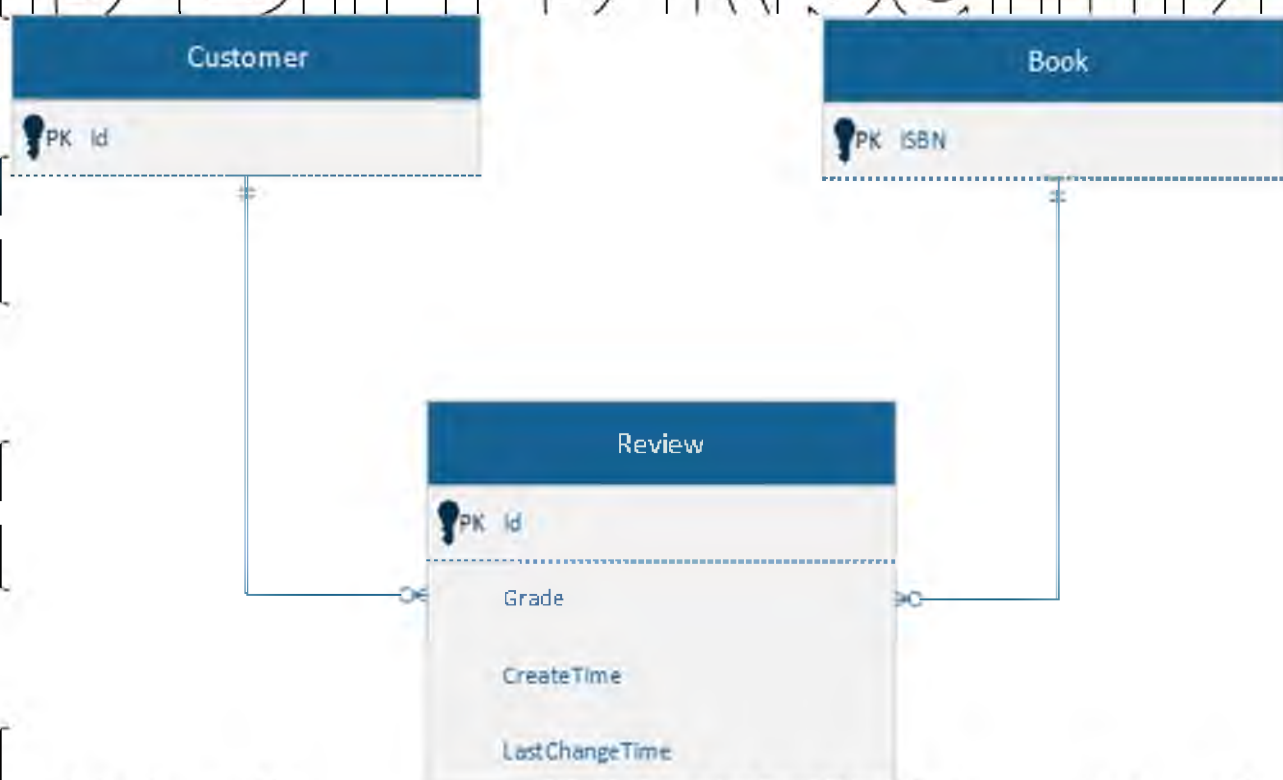 Customer
PK Id
Book
PK ISBN
Review
PK Id
Grade
CreateTime
LastChangeTime